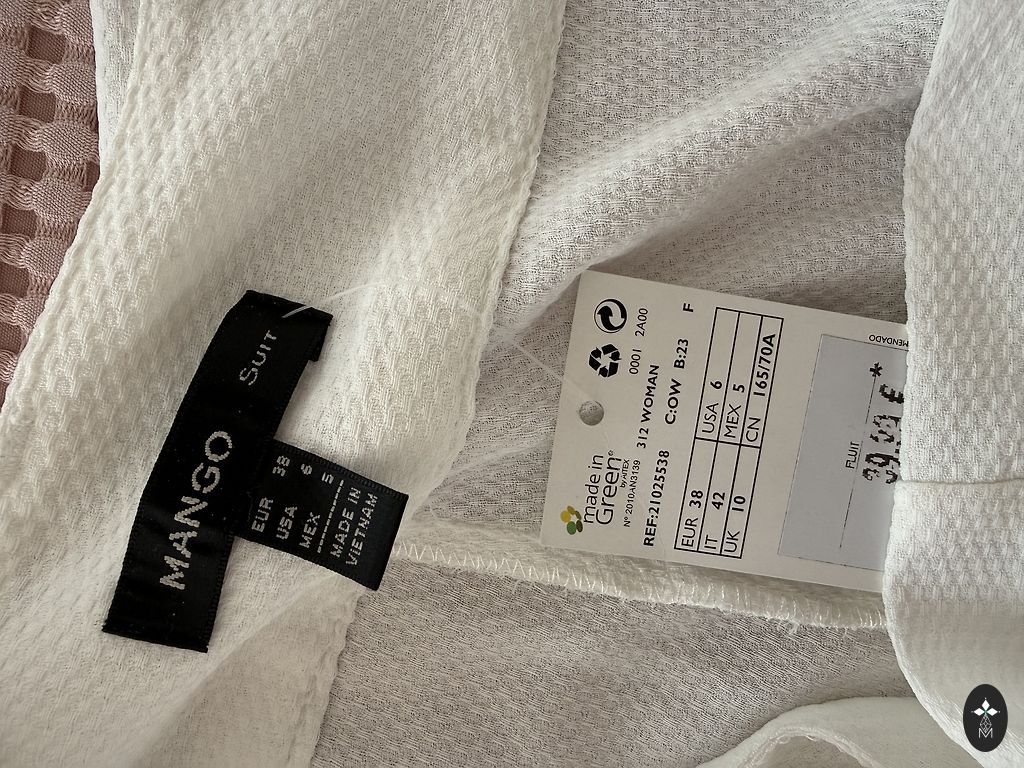 MANGO SUIT
EUR 38
USA 6
MEX 5
MADE IN
VIETNAM
made in
Green®
by AITEX
Nº 2010AN3139
0001 2A00
312 WOMAN
REF:21025538 C:OW B:23 F
EUR 38 USA 6
IT 42 MEX 5
UK 10 CN 165/70A
FLUIT
*
€
M